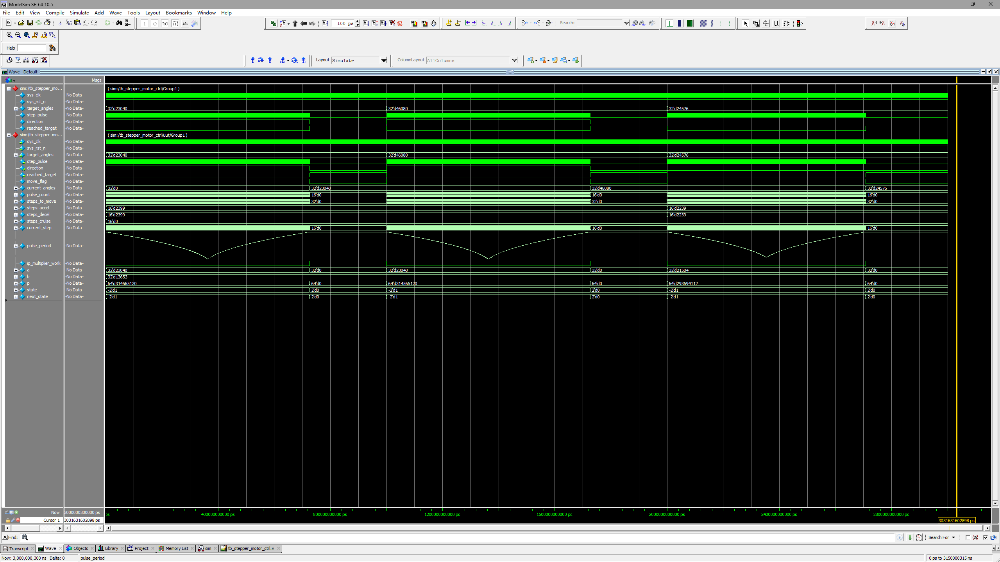 ModelSim SE-64 10.5
File Edit View Compile Simulate Add Wave Tools Layout Bookmarks Window Help
100 ps Search:
Help
Layout Simulate ColumnLayout AllColumns
Wave - Default
Msgs
sim:/tb_stepper_mo... (sim:/tb_stepper_motor_ctrl/Group1)
sys_clk -No Data-
sys_rst_n -No Data-
target_angles -No Data- 32'd23040 32'd46080 32'd24576
step_pulse -No Data-
direction -No Data-
reached_target -No Data-
sim:/tb_stepper_mo... (sim:/tb_stepper_motor_ctrl/uut/Group1)
sys_clk -No Data-
sys_rst_n -No Data-
target_angles -No Data- 32'd23040 32'd46080 32'd24576
step_pulse -No Data-
direction -No Data-
reached_target -No Data-
move_flag -No Data-
current_angles -No Data- 32'd0 32'd23040 32'd46080 32'd24576
pulse_count -No Data- 16'd0 16'd0 16'd0
steps_to_move -No Data- 32'd0 32'd0 32'd0
steps_accel -No Data- 16'd2399 16'd2239
steps_decel -No Data- 16'd2399 16'd2239
steps_cruise -No Data- 16'd0
current_step -No Data- 16'd0 16'd0 16'd0
pulse_period -No Data-
ip_multiplier_work -No Data-
a -No Data- 32'd23040 32'd0 32'd23040 32'd0 32'd21504 32'd0
b -No Data- 32'd13653
p -No Data- 64'd314565120 64'd0 64'd314565120 64'd0 64'd293594112 64'd0
state -No Data- -2'd1 2'd0 -2'd1 2'd0 -2'd1 2'd0
next_state -No Data- -2'd1 2'd0 -2'd1 2'd0 -2'd1 2'd0
Now 3000000300000 ps
ps 400000000000 ps 800000000000 ps 1200000000000 ps 1600000000000 ps 2000000000000 ps 2400000000000 ps 2800000000000 ps
Cursor 1 3031631602898 ps 3031631602898 ps
Find: Search For {a}
Transcript Wave Objects Library Project Memory List sim tb_stepper_motor_ctrl.v
Now: 3,000,000,300 ns Delta: 0 pulse_period 0 ps to 3150000315 ns